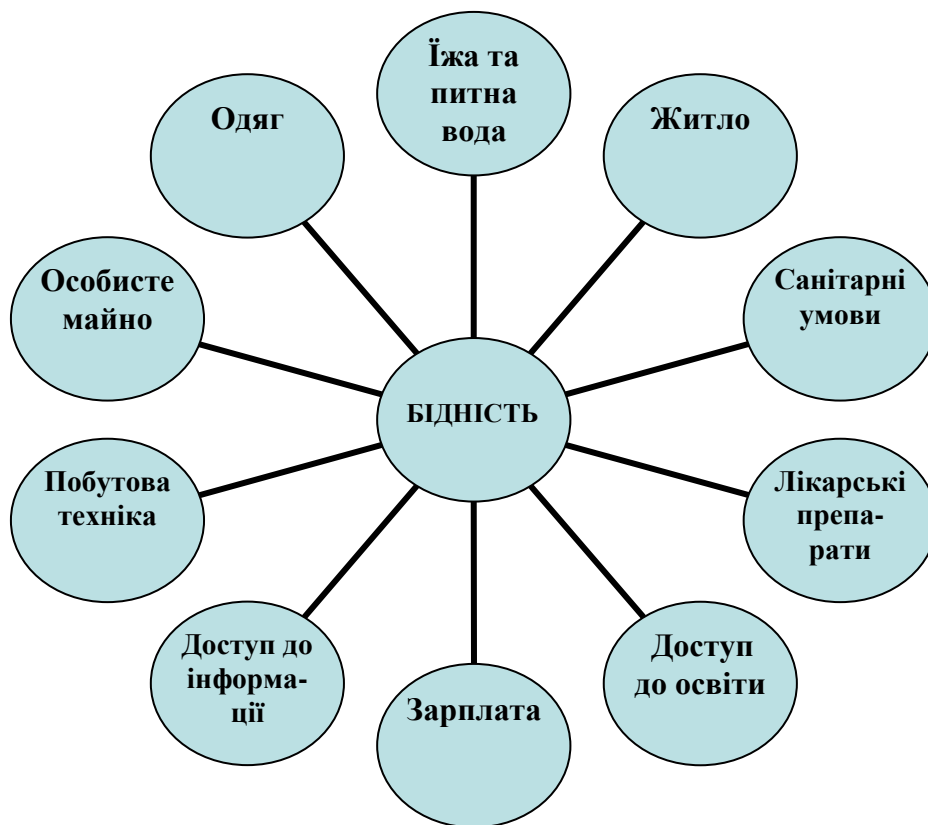 Їжа та
питна
вода
Житло
Санітарні
умови
Лікарські
препа-
рати
Доступ
до освіти
Зарплата
Доступ до
інформа-
ції
Побутова
техніка
Особисте
майно
Одяг
БІДНІСТЬ